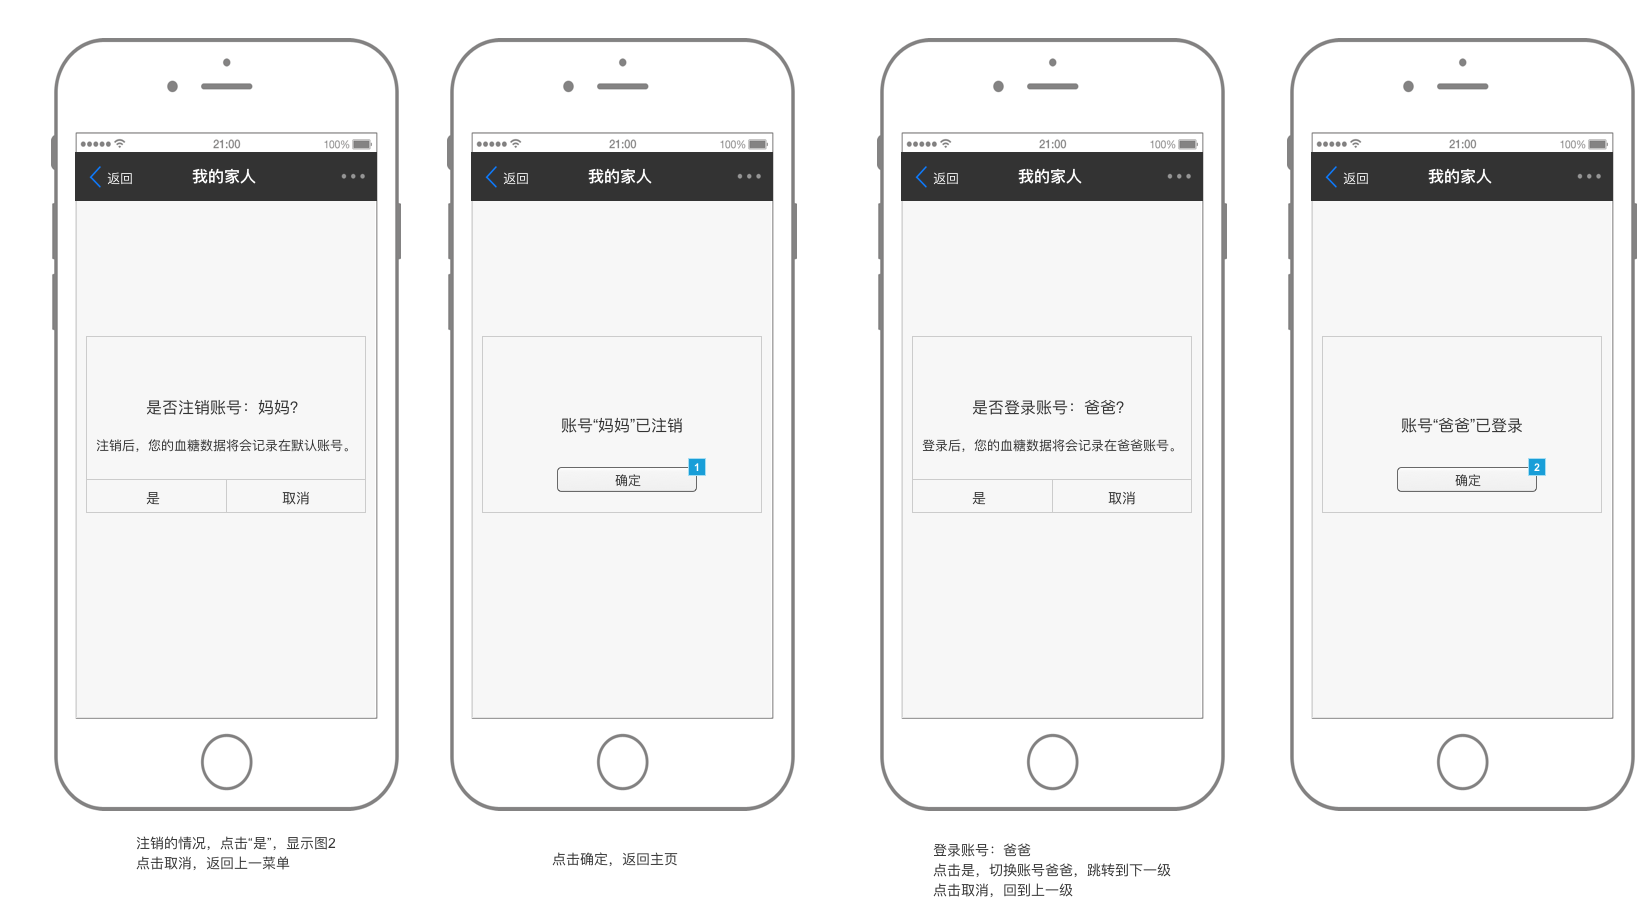 21:00
100%
返回
我的家人
是否注销账号：妈妈?
注销后，您的血糖数据将会记录在默认账号。
是
取消
注销的情况，点击“是”，显示图2
点击取消，返回上一菜单
21:00
100%
返回
我的家人
账号“妈妈”已注销
1
确定
点击确定，返回主页
21:00
100%
返回
我的家人
是否登录账号：爸爸?
登录后，您的血糖数据将会记录在爸爸账号。
是
取消
登录账号：爸爸
点击是，切换账号爸爸，跳转到下一级
点击取消，回到上一级
21:00
100%
返回
我的家人
账号“爸爸”已登录
2
确定